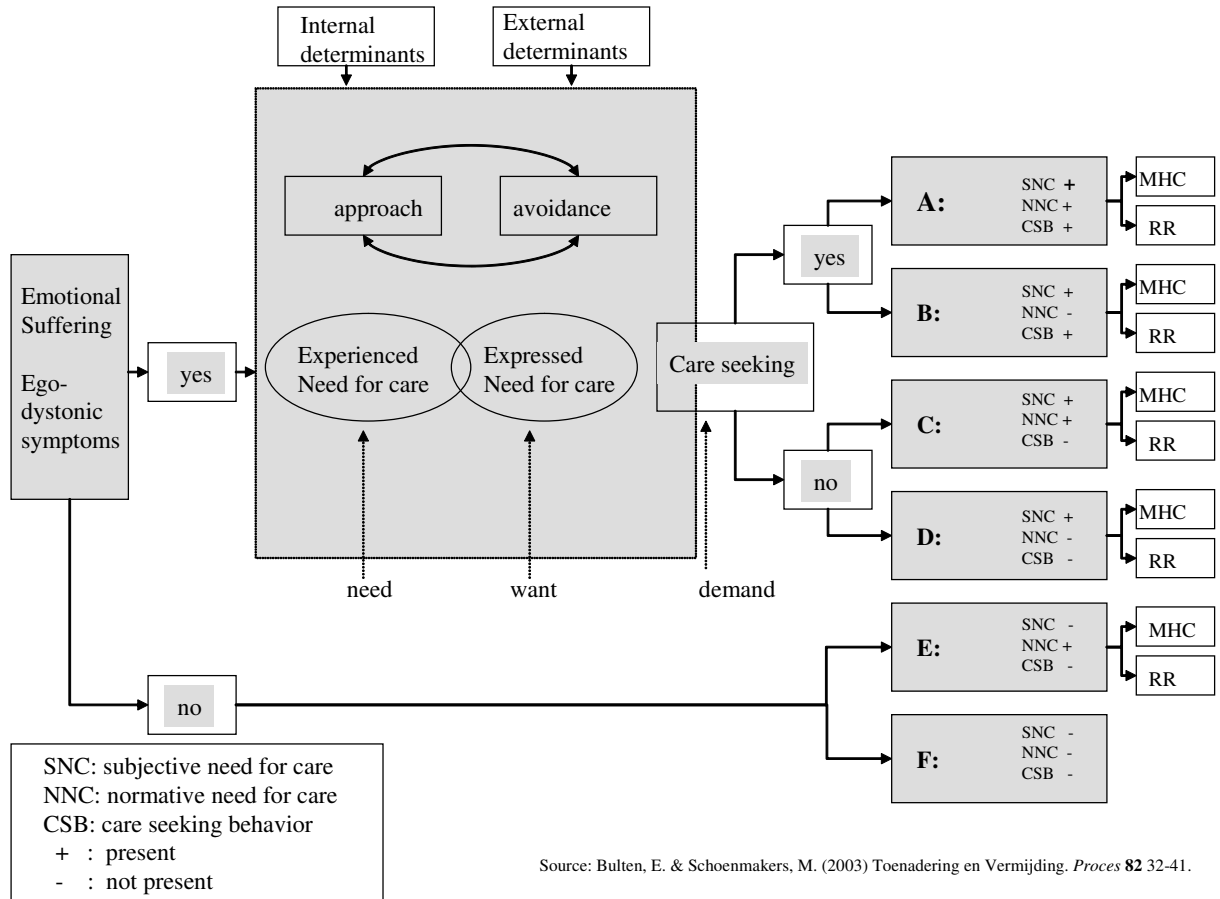 Internal
determinants
External
determinants
approach
avoidance
Emotional
Suffering
Ego-
dystonic
symptoms
yes
Experienced
Need for care
Expressed
Need for care
Care seeking
yes
no
need
want
demand
A:
SNC +
NNC +
CSB +
MHC
RR
B:
SNC +
NNC -
CSB +
MHC
RR
C:
SNC +
NNC +
CSB -
MHC
RR
D:
SNC +
NNC -
CSB -
MHC
RR
E:
SNC -
NNC +
CSB -
MHC
RR
F:
SNC -
NNC -
CSB -
no
SNC: subjective need for care
NNC: normative need for care
CSB: care seeking behavior
+ : present
- : not present
Source: Bulten, E. & Schoenmakers, M. (2003) Toenadering en Vermijding. Proces 82 32-41.